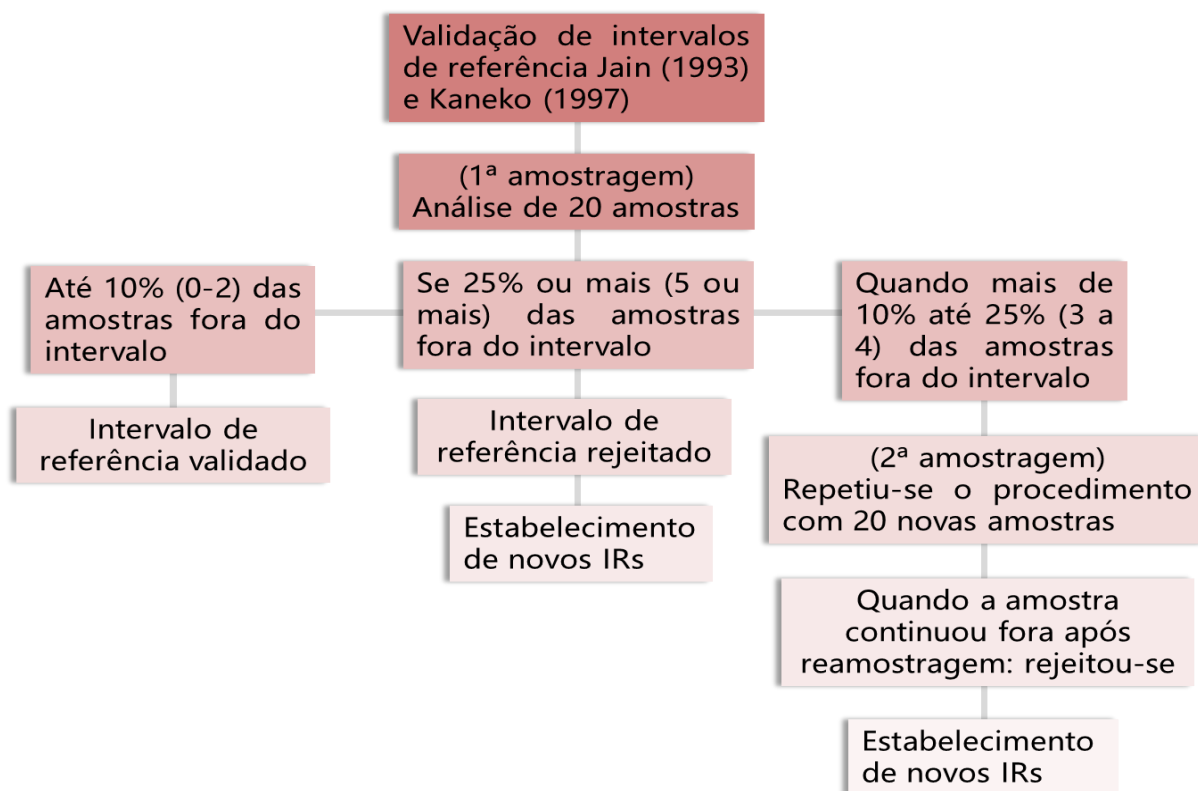 Validação de intervalos
de referência Jain (1993)
e Kaneko (1997)
(1ª amostragem)
Análise de 20 amostras
Até 10% (0-2) das
amostras fora do
intervalo
Intervalo de
referência validado
Se 25% ou mais (5 ou
mais) das amostras
fora do intervalo
Intervalo de
referência rejeitado
Estabelecimento
de novos IRs
Quando mais de
10% até 25% (3 a
4) das amostras
fora do intervalo
(2ª amostragem)
Repetiu-se o procedimento
com 20 novas amostras
Quando a amostra
continuou fora após
reamostragem: rejeitou-se
Estabelecimento
de novos IRs